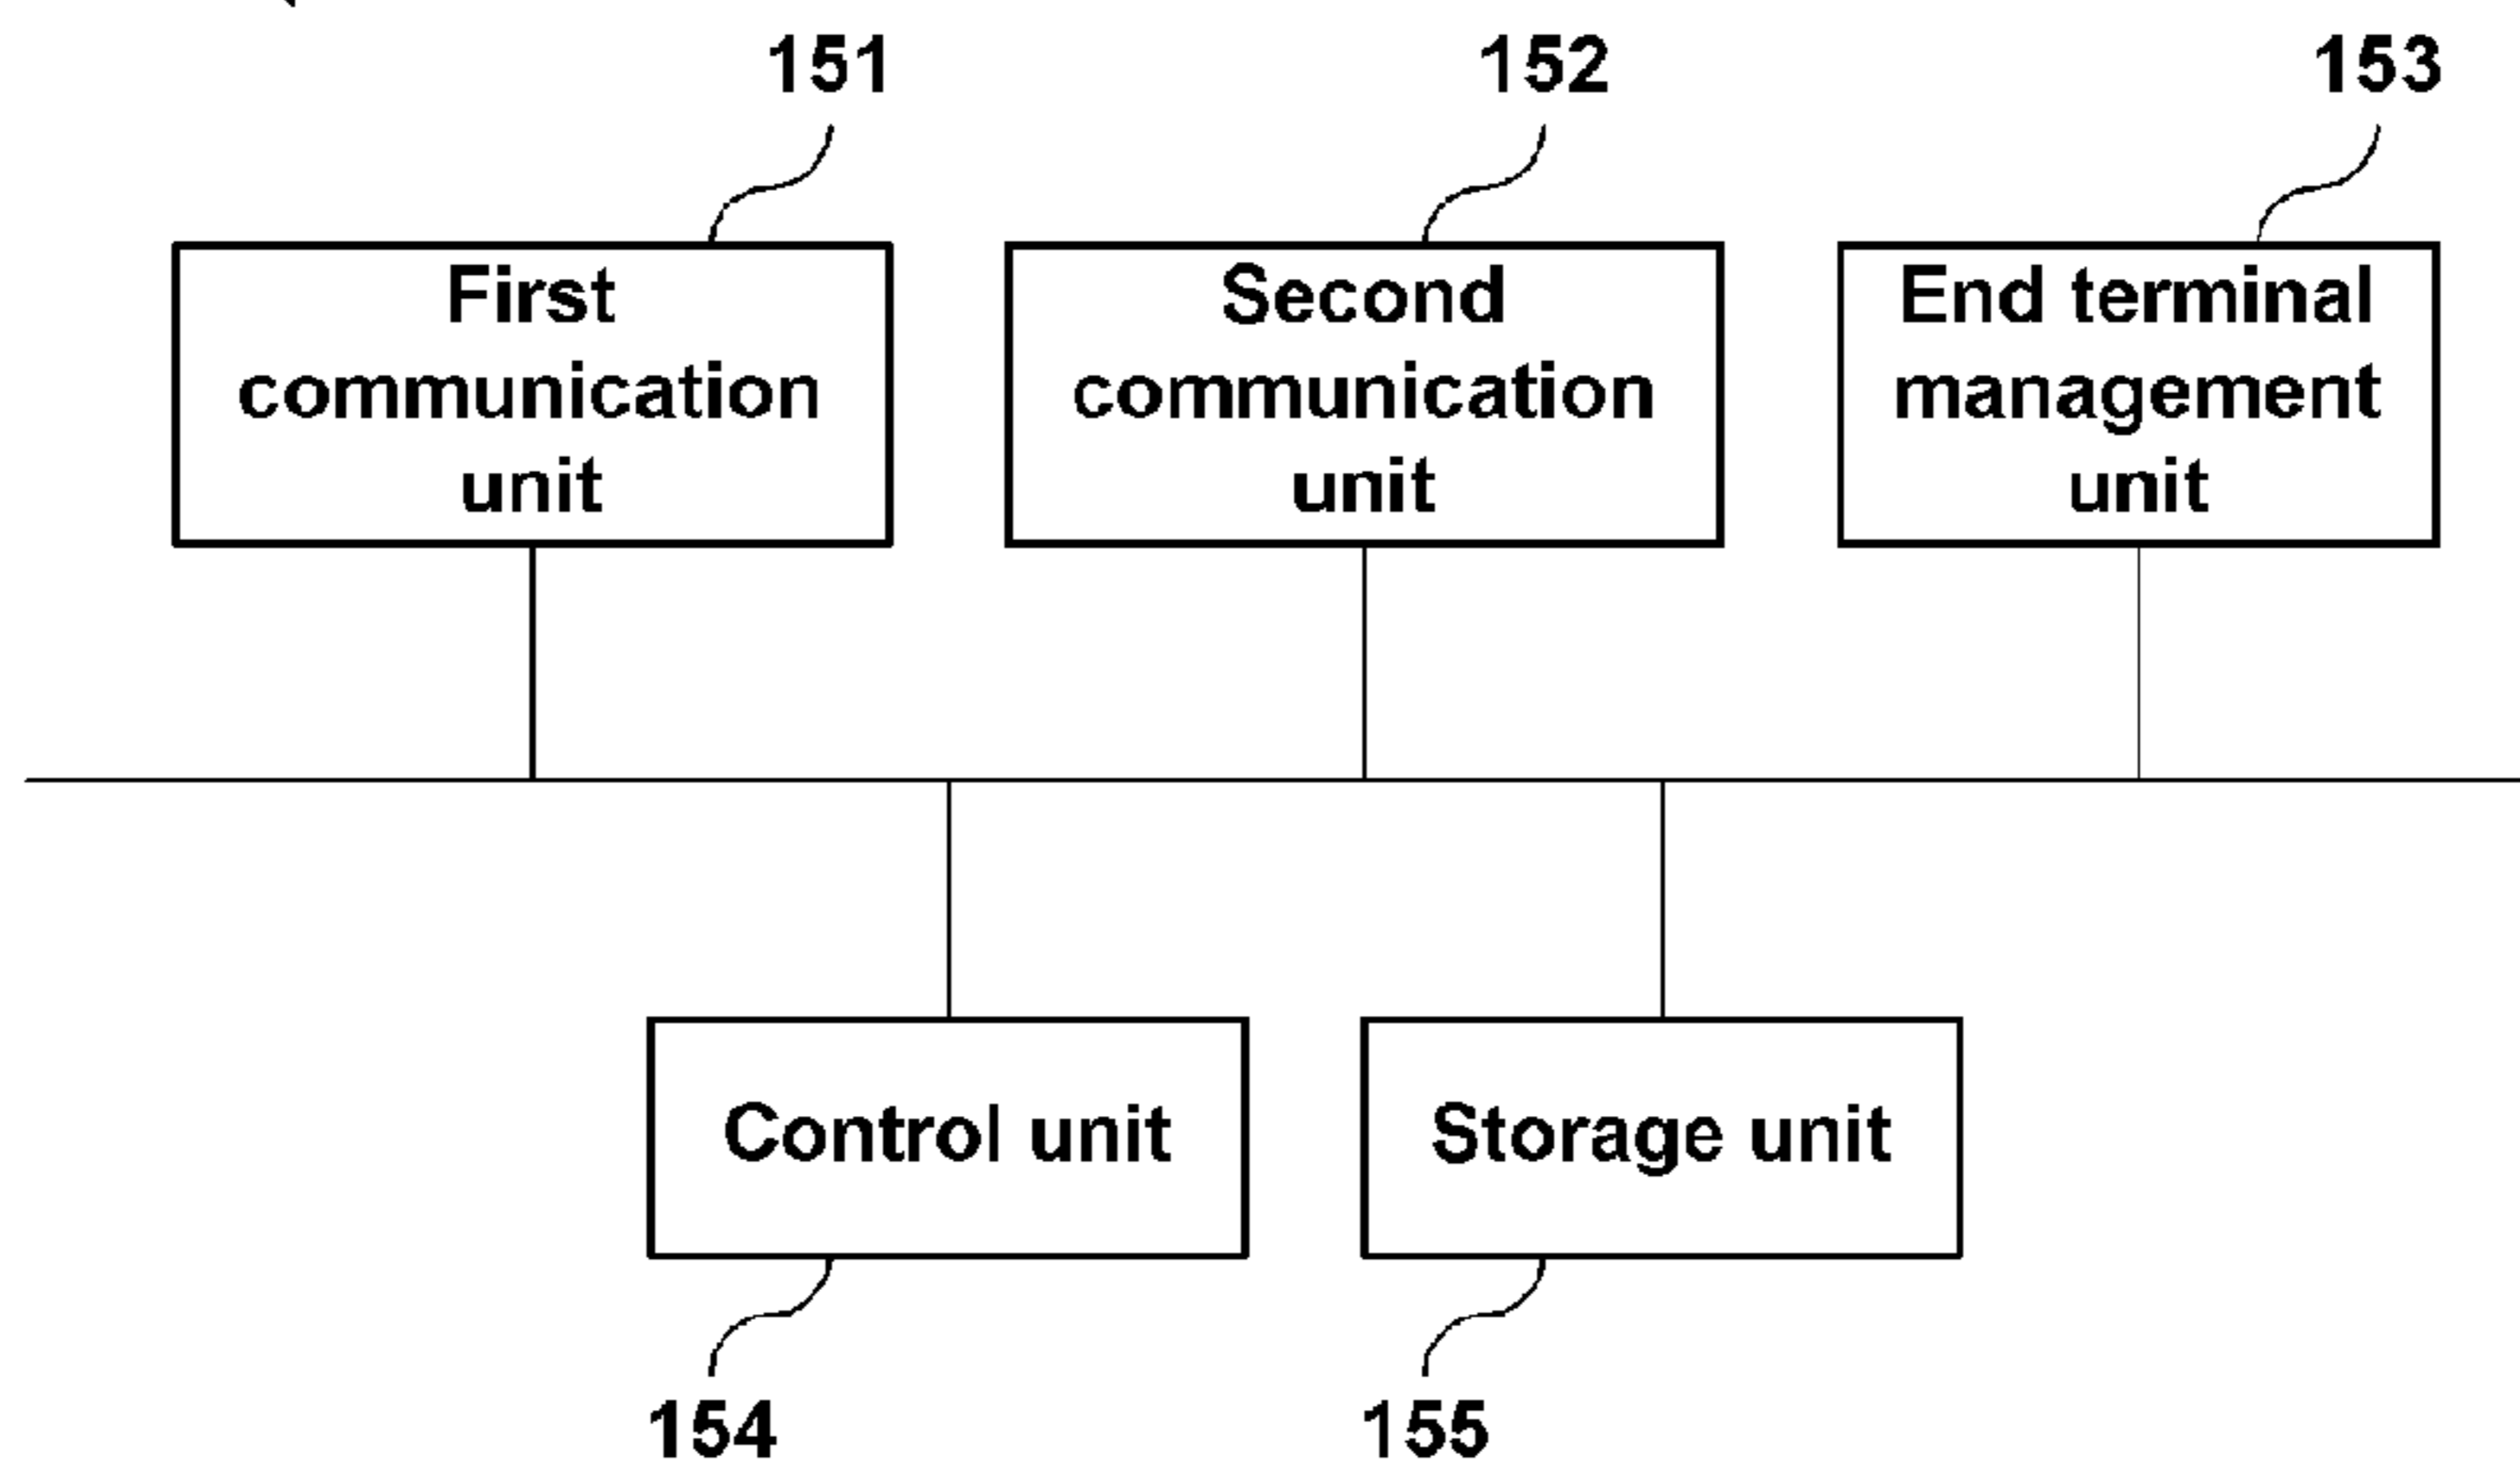 151
152
153
First
communication
unit
Second
communication
unit
End terminal
management
unit
Control unit
Storage unit
154
155